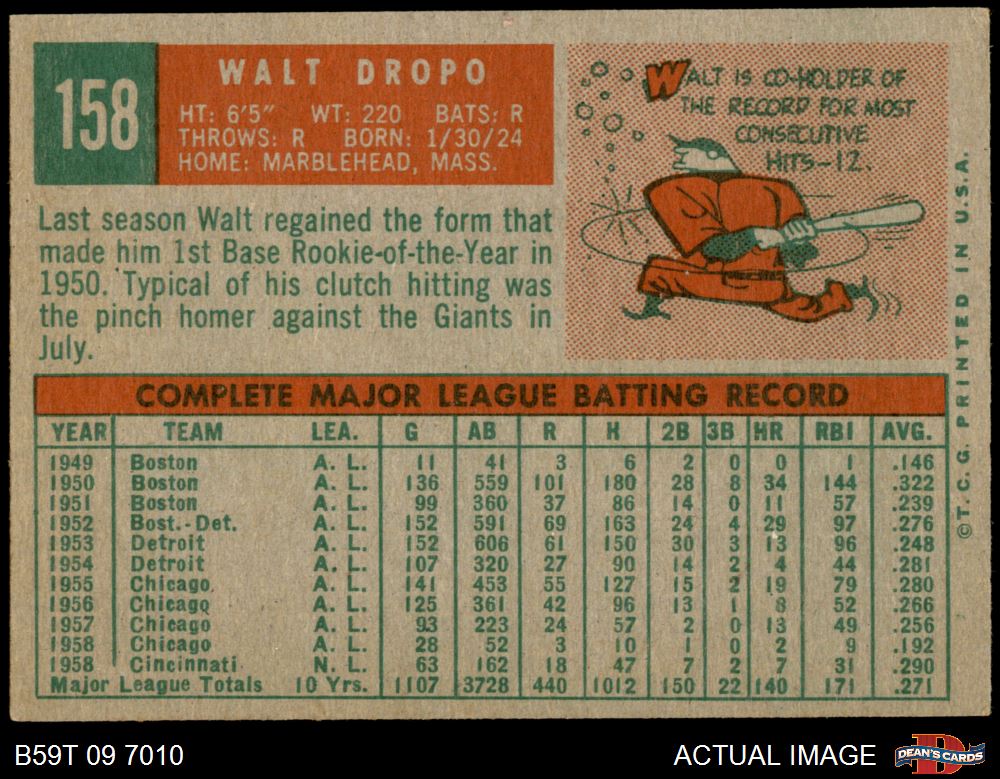 158
WALT DROPO
HT: 6'5" WT: 220 BATS: R
THROWS: R BORN: 1/30/24
HOME: MARBLEHEAD, MASS.
WALT IS CO-HOLDER OF
THE RECORD FOR MOST
CONSECUTIVE
HITS-12.
Last season Walt regained the form that
made him 1st Base Rookie-of-the-Year in
1950. Typical of his clutch hitting was
the pinch homer against the Giants in
July.
COMPLETE MAJOR LEAGUE BATTING RECORD
YEAR TEAM LEA. G AB R H 2B 3B HR RBI AVG.
1949 Boston A. L. 11 41 3 6 2 0 0 1 .146
1950 Boston A. L. 136 559 101 180 28 8 34 144 .322
1951 Boston A. L. 99 360 37 86 14 0 11 57 .239
1952 Bost.-Det. A. L. 152 591 69 163 24 4 29 97 .276
1953 Detroit A. L. 152 606 61 150 30 3 13 96 .248
1954 Detroit A. L. 107 320 27 90 14 2 4 44 .281
1955 Chicago A. L. 141 453 55 127 15 2 19 79 .280
1956 Chicago A. L. 125 361 42 96 13 1 8 52 .266
1957 Chicago A. L. 93 223 24 57 2 0 13 49 .256
1958 Chicago A. L. 28 52 3 10 1 0 2 9 .192
1958 Cincinnati N. L. 63 162 18 47 7 2 7 31 .290
Major League Totals 10 Yrs. 1107 3728 440 1012 150 22 140 171 .271
©T.C.G. PRINTED IN U.S.A.
B59T 09 7010
ACTUAL IMAGE
DEAN'S CARDS